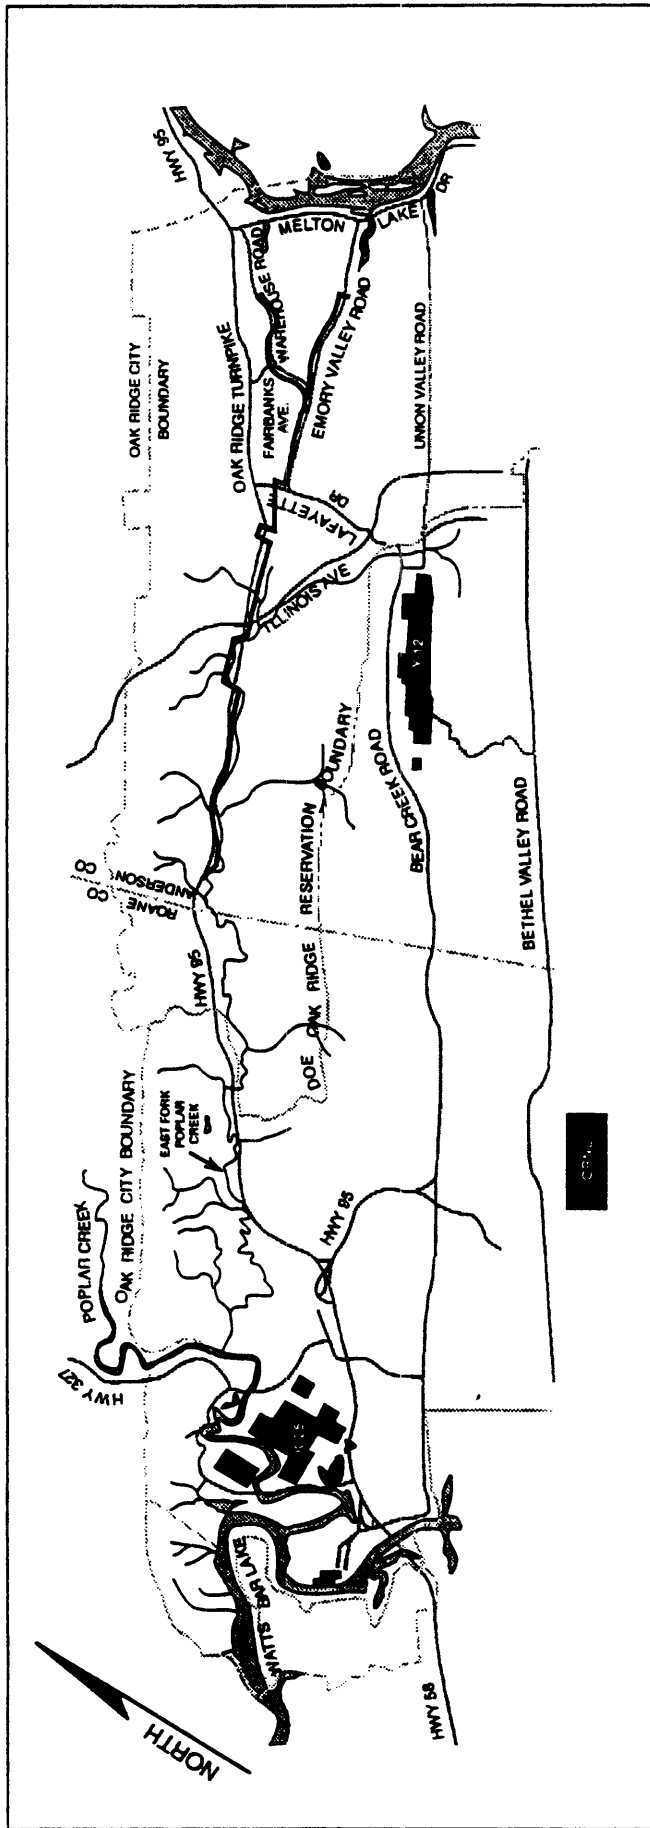 HWY 95
MELTON
LAKE
DR
WAREHOUSE ROAD
OAK RIDGE CITY
BOUNDARY
OAK RIDGE TURNPIKE
FAIRBANKS
AVE.
EMORY VALLEY ROAD
UNION VALLEY ROAD
LAFAYETT
DR
ILLINOIS AVE
Y-12
BEAR CREEK ROAD
BETHEL VALLEY ROAD
ANDERSON CO
ROANE CO
DOE OAK RIDGE RESERVATION BOUNDARY
HWY 95
EAST FORK
POPLAR
CREEK
OAK RIDGE CITY BOUNDARY
POPLAR CREEK
HWY 95
HWY 327
WATTS BAR LAKE
HWY 58
NORTH